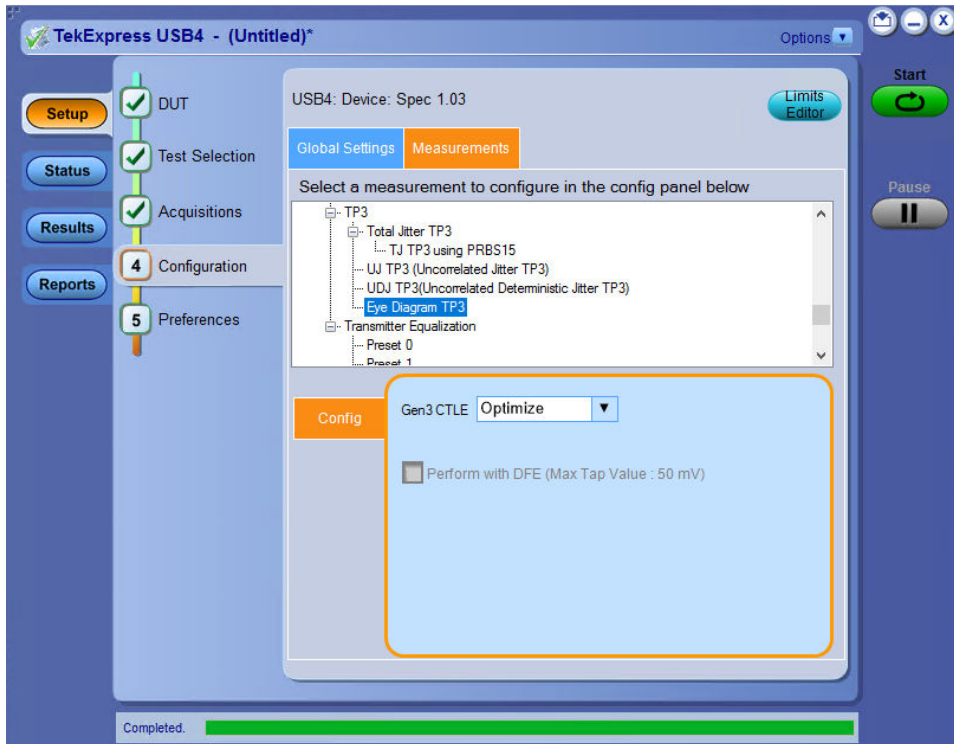 TekExpress USB4 - (Untitled)*
Options
X
Start
Pause
Setup
Status
Results
Reports
DUT
Test Selection
Acquisitions
4 Configuration
5 Preferences
USB4: Device: Spec 1.03
Limits
Editor
Global Settings Measurements
Select a measurement to configure in the config panel below
TP3
Total Jitter TP3
TJ TP3 using PRBS15
UJ TP3 (Uncorrelated Jitter TP3)
UDJ TP3(Uncorrelated Deterministic Jitter TP3)
Eye Diagram TP3
Transmitter Equalization
Preset 0
Preset 1
Config
Gen3 CTLE Optimize
Perform with DFE (Max Tap Value : 50 mV)
Completed.